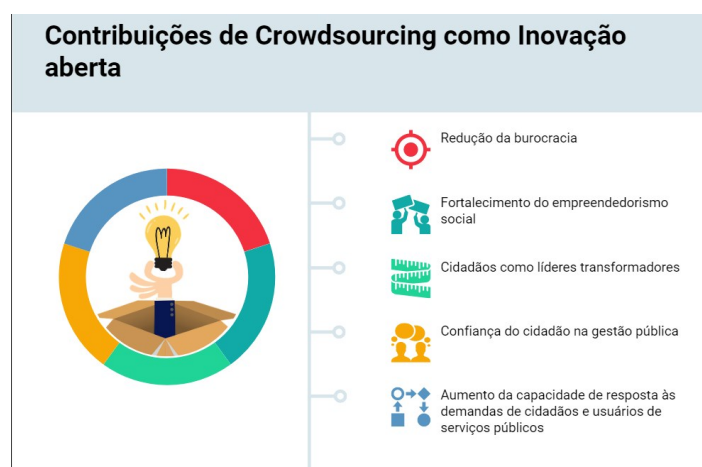 Contribuições de Crowdsourcing como Inovação
aberta
Redução da burocracia
Fortalecimento do empreendedorismo
social
Cidadãos como líderes transformadores
Confiança do cidadão na gestão pública
Aumento da capacidade de resposta às
demandas de cidadãos e usuários de
serviços públicos